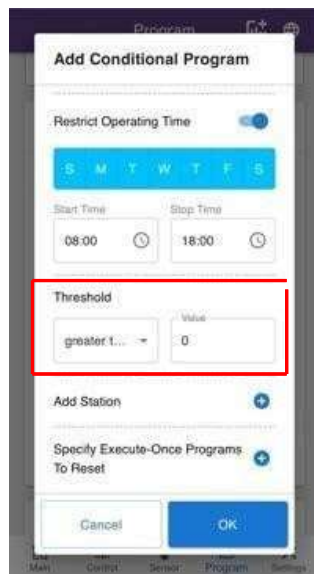 Program
Add Conditional Program
Restrict Operating Time
S M T W T F S
Start Time Stop Time
08:00 18:00
Threshold
Value
greater t... 0
Add Station
Specify Execute-Once Programs
To Reset
Cancel OK
Main Control Sensor Program Settings